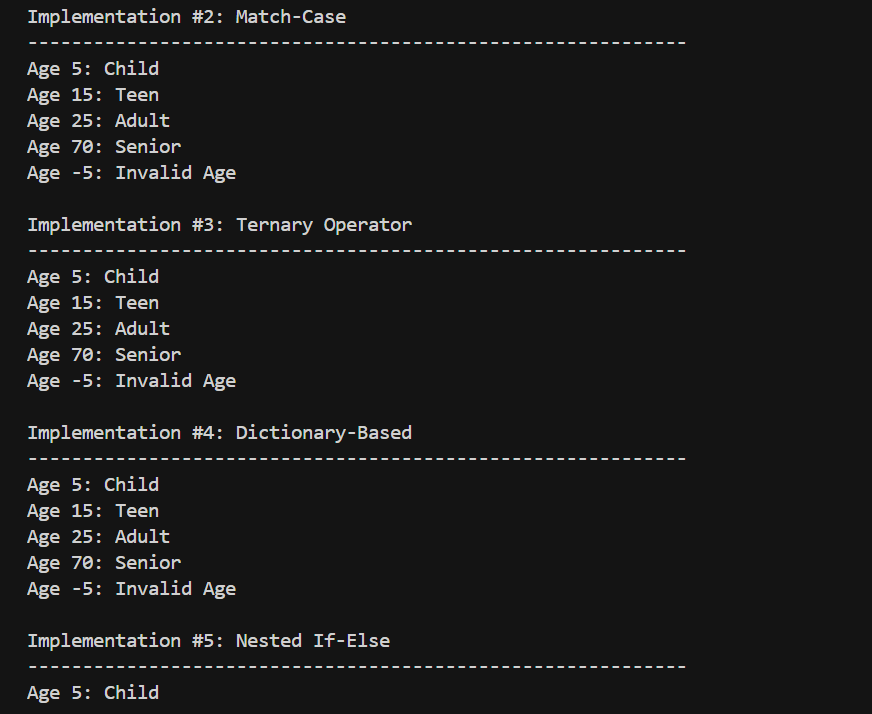 Implementation #2: Match-Case
------------------------------------------------------------
Age 5: Child
Age 15: Teen
Age 25: Adult
Age 70: Senior
Age -5: Invalid Age
Implementation #3: Ternary Operator
------------------------------------------------------------
Age 5: Child
Age 15: Teen
Age 25: Adult
Age 70: Senior
Age -5: Invalid Age
Implementation #4: Dictionary-Based
------------------------------------------------------------
Age 5: Child
Age 15: Teen
Age 25: Adult
Age 70: Senior
Age -5: Invalid Age
Implementation #5: Nested If-Else
------------------------------------------------------------
Age 5: Child